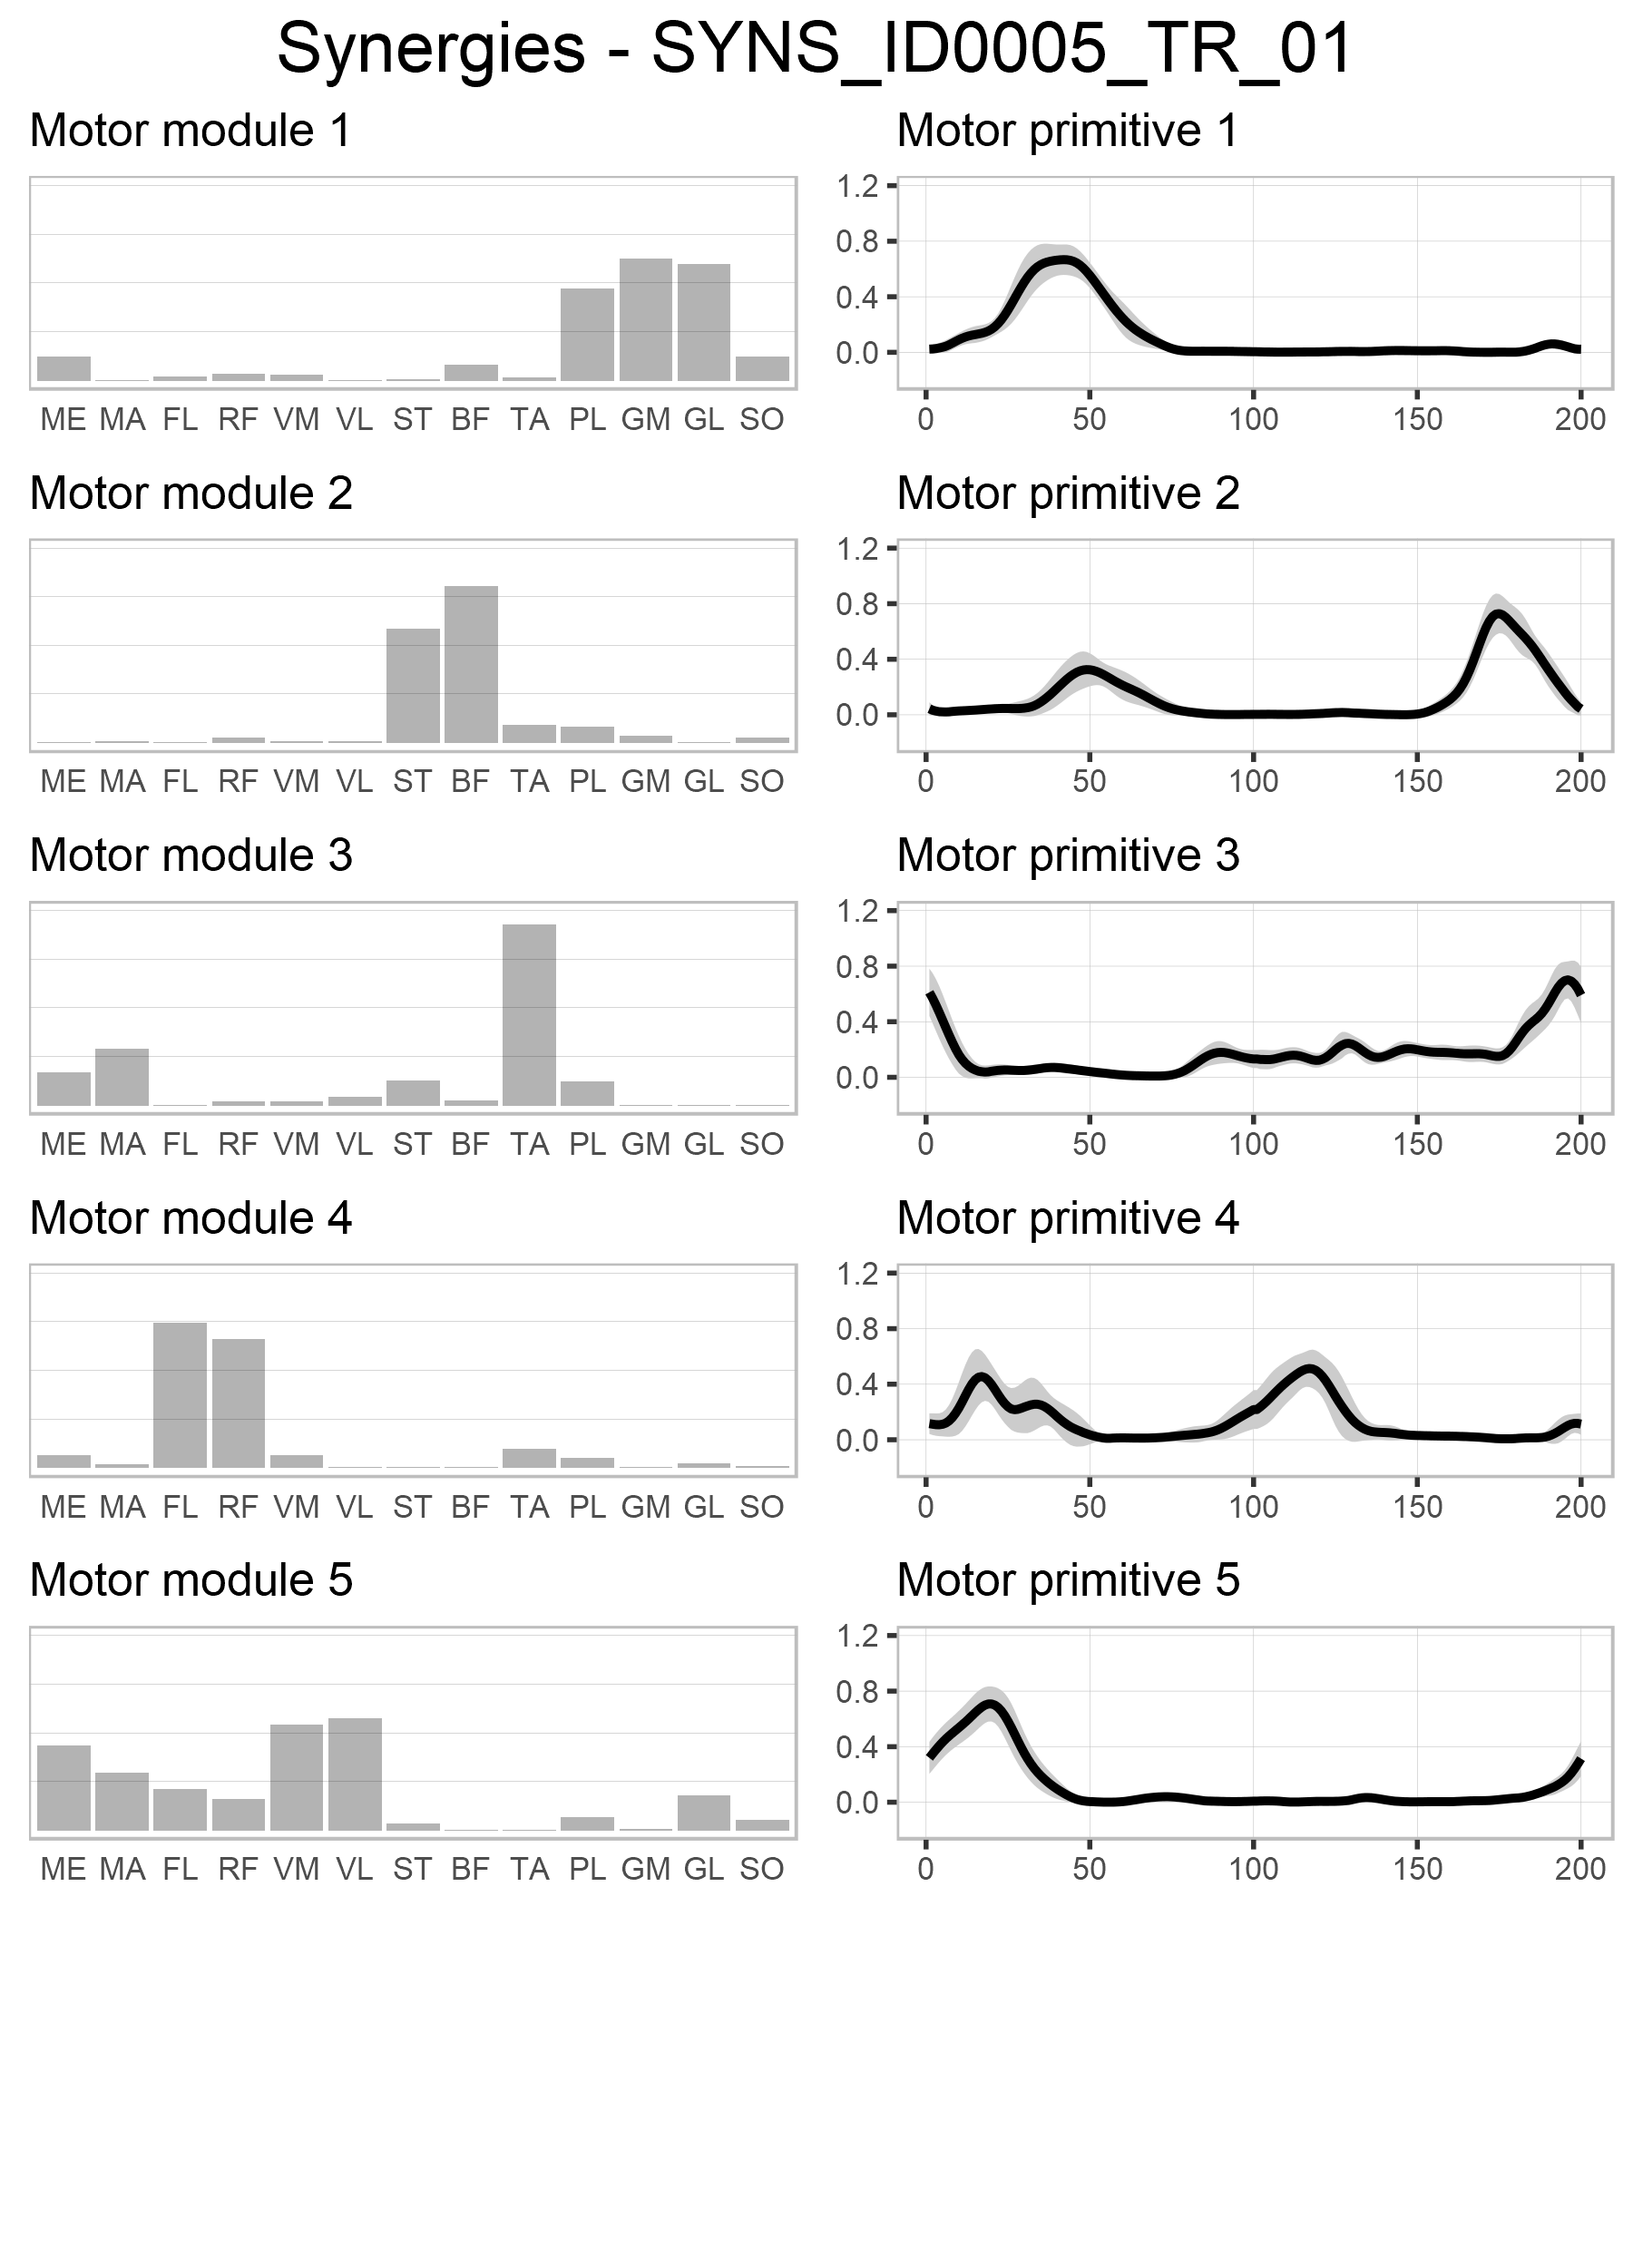 Synergies - SYNS_ID0005_TR_01
Motor module 1
Motor primitive 1
1.2
0.8
0.4
0.0
ME MA FL RF VM VL ST BF TA PL GM GL SO
0 50 100 150 200
Motor module 2
Motor primitive 2
1.2
0.8
0.4
0.0
ME MA FL RF VM VL ST BF TA PL GM GL SO
0 50 100 150 200
Motor module 3
Motor primitive 3
1.2
0.8
0.4
0.0
ME MA FL RF VM VL ST BF TA PL GM GL SO
0 50 100 150 200
Motor module 4
Motor primitive 4
1.2
0.8
0.4
0.0
ME MA FL RF VM VL ST BF TA PL GM GL SO
0 50 100 150 200
Motor module 5
Motor primitive 5
1.2
0.8
0.4
0.0
ME MA FL RF VM VL ST BF TA PL GM GL SO
0 50 100 150 200